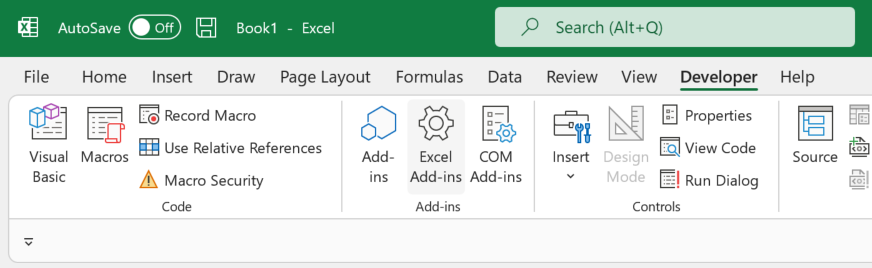 AutoSave Off Book1 - Excel Search (Alt+Q)
File Home Insert Draw Page Layout Formulas Data Review View Developer Help
Visual Basic
Macros
Record Macro
Use Relative References
Macro Security
Code
Add-
ins
Excel
Add-ins
COM
Add-ins
Add-ins
Insert
Design
Mode
Properties
View Code
Run Dialog
Controls
Source